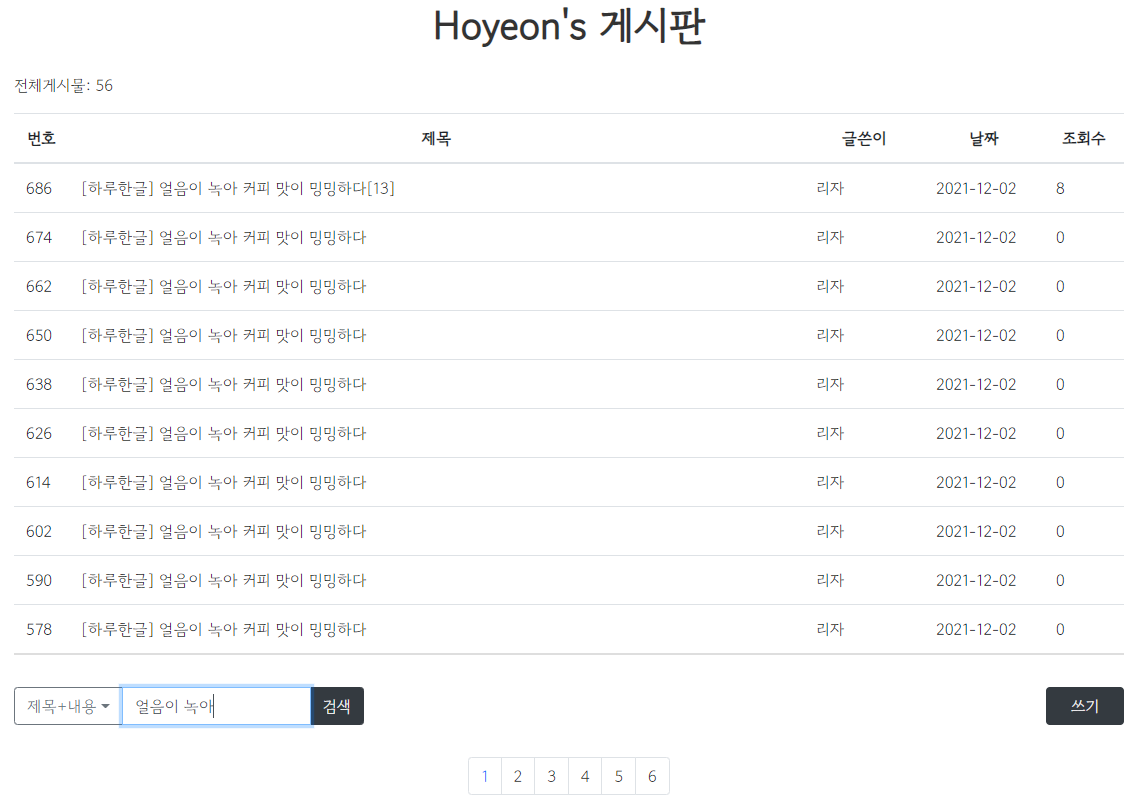 Hoyeon's 게시판
전체게시물: 56
번호 제목 글쓴이 날짜 조회수
686 [하루한글] 얼음이 녹아 커피 맛이 밍밍하다[13] 리자 2021-12-02 8
674 [하루한글] 얼음이 녹아 커피 맛이 밍밍하다 리자 2021-12-02 0
662 [하루한글] 얼음이 녹아 커피 맛이 밍밍하다 리자 2021-12-02 0
650 [하루한글] 얼음이 녹아 커피 맛이 밍밍하다 리자 2021-12-02 0
638 [하루한글] 얼음이 녹아 커피 맛이 밍밍하다 리자 2021-12-02 0
626 [하루한글] 얼음이 녹아 커피 맛이 밍밍하다 리자 2021-12-02 0
614 [하루한글] 얼음이 녹아 커피 맛이 밍밍하다 리자 2021-12-02 0
602 [하루한글] 얼음이 녹아 커피 맛이 밍밍하다 리자 2021-12-02 0
590 [하루한글] 얼음이 녹아 커피 맛이 밍밍하다 리자 2021-12-02 0
578 [하루한글] 얼음이 녹아 커피 맛이 밍밍하다 리자 2021-12-02 0
제목+내용 얼음이 녹아 검색 쓰기
1 2 3 4 5 6